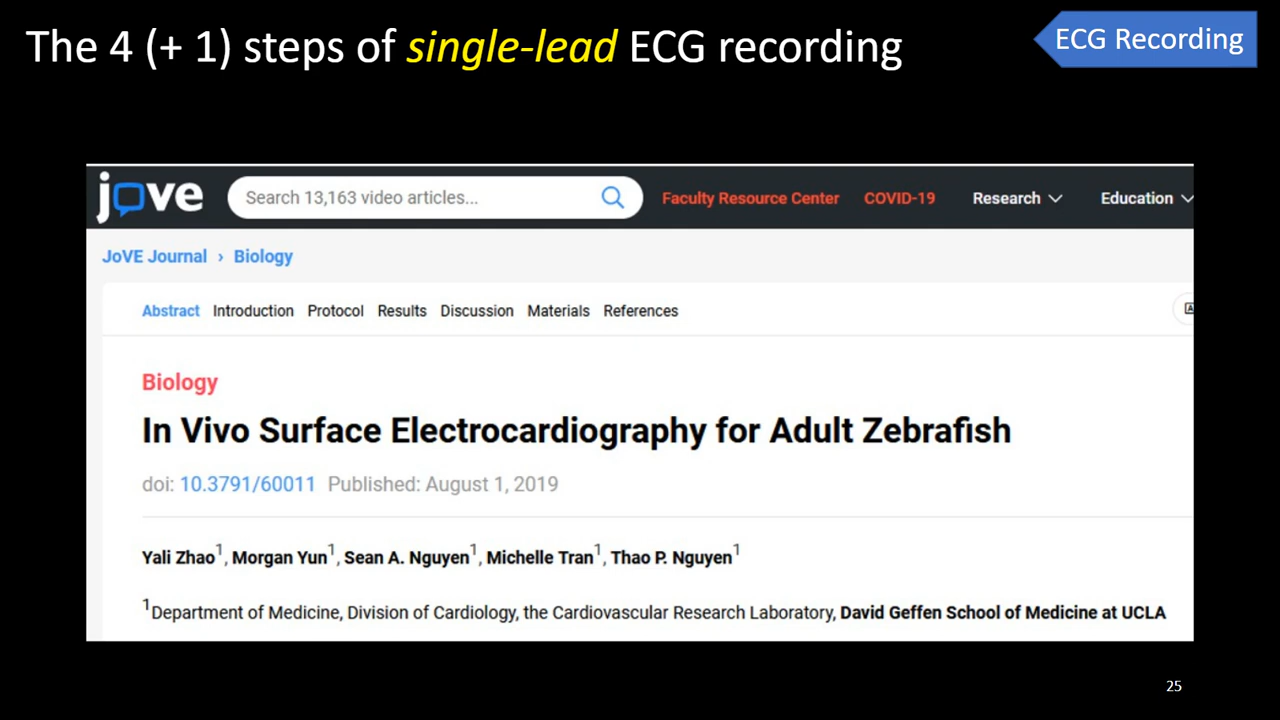 The 4 (+ 1) steps of single-lead ECG recording
ECG Recording
jove
Search 13,163 video articles...
Faculty Resource Center
COVID-19
Research
Education
JoVE Journal › Biology
Abstract Introduction Protocol Results Discussion Materials References
Biology
In Vivo Surface Electrocardiography for Adult Zebrafish
doi: 10.3791/60011 Published: August 1, 2019
Yali Zhao1, Morgan Yun1, Sean A. Nguyen1, Michelle Tran1, Thao P. Nguyen1
1Department of Medicine, Division of Cardiology, the Cardiovascular Research Laboratory, David Geffen School of Medicine at UCLA
25